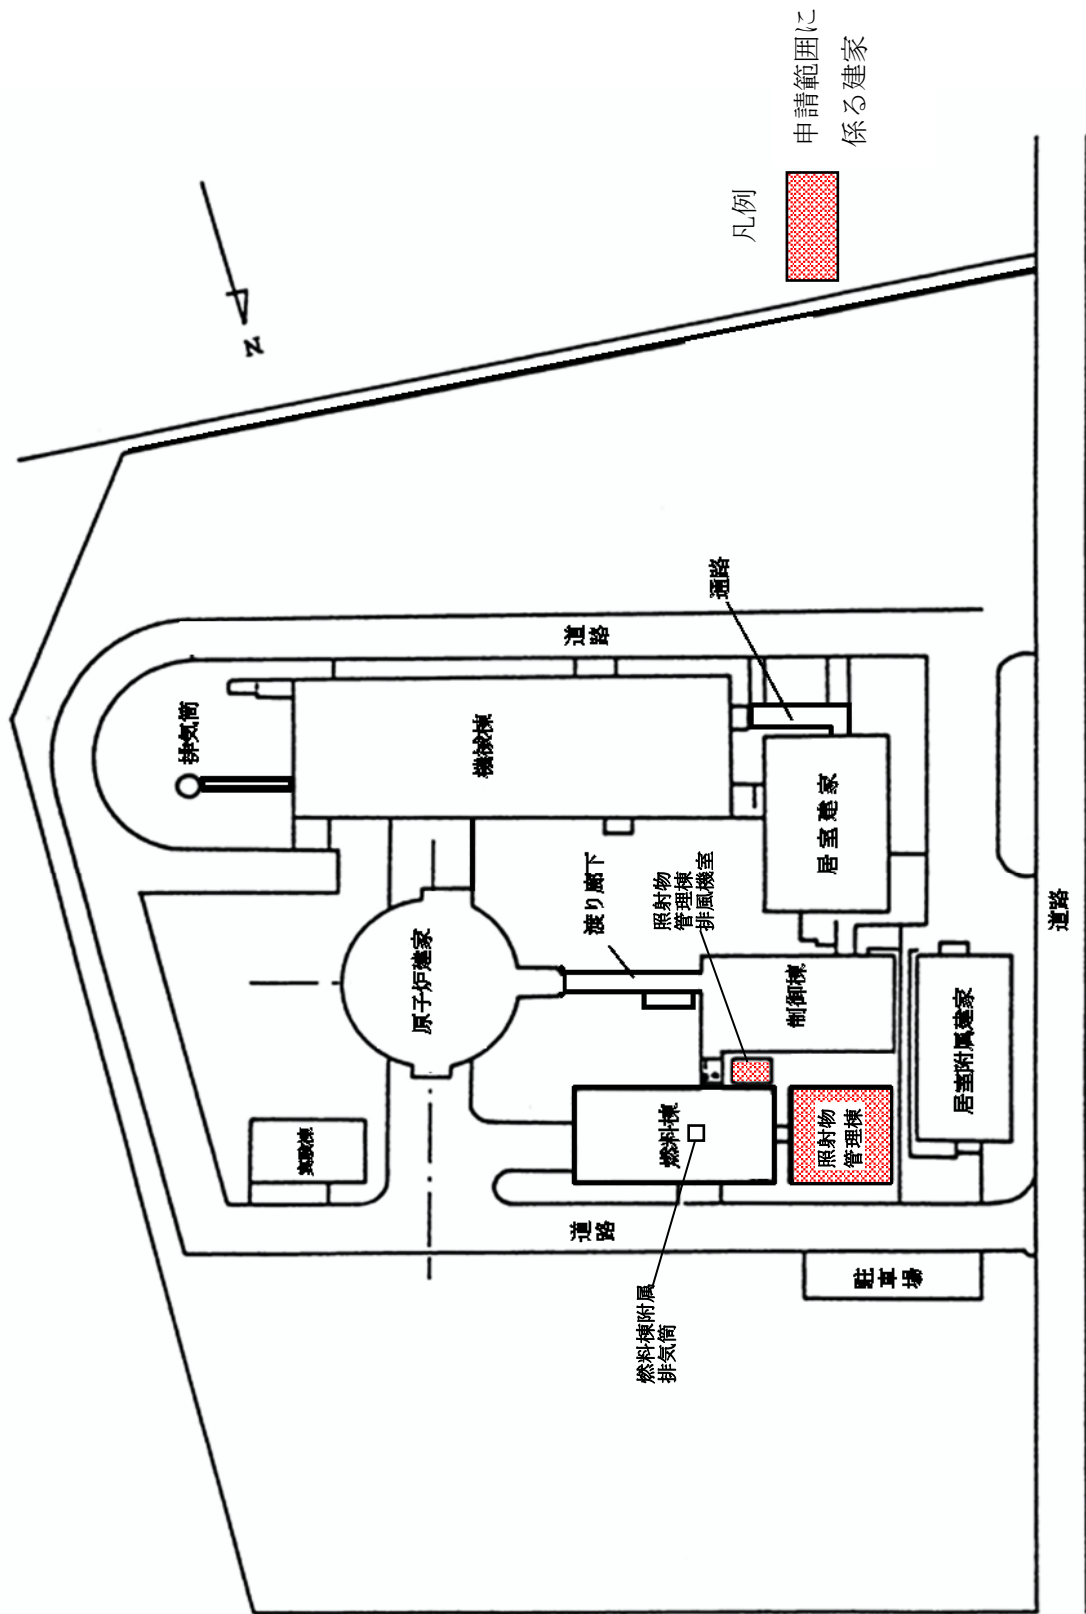 凡例
申請範囲に
係る建家
N
道路
通路
排気筒
機械棟
居室建家
渡り廊下
照射物
管理棟
排風機室
原子炉建家
制御棟
道路
居室附属建家
実験棟
燃料棟
照射物
管理棟
道路
駐車場
燃料棟附属
排気筒